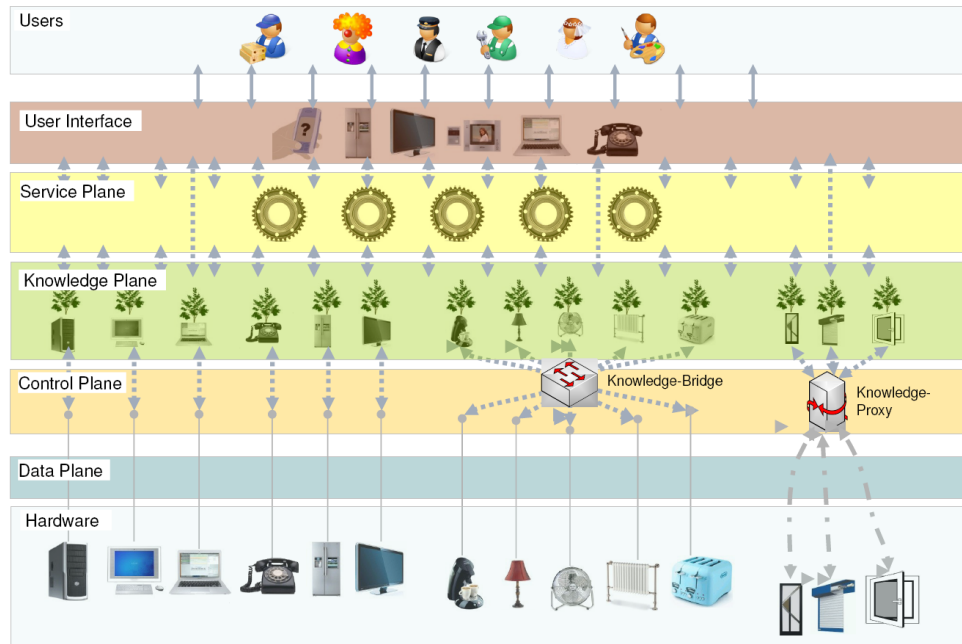 Users
User Interface
?
Service Plane
Knowledge Plane
Control Plane
Knowledge-Bridge
Knowledge-
Proxy
Data Plane
Hardware